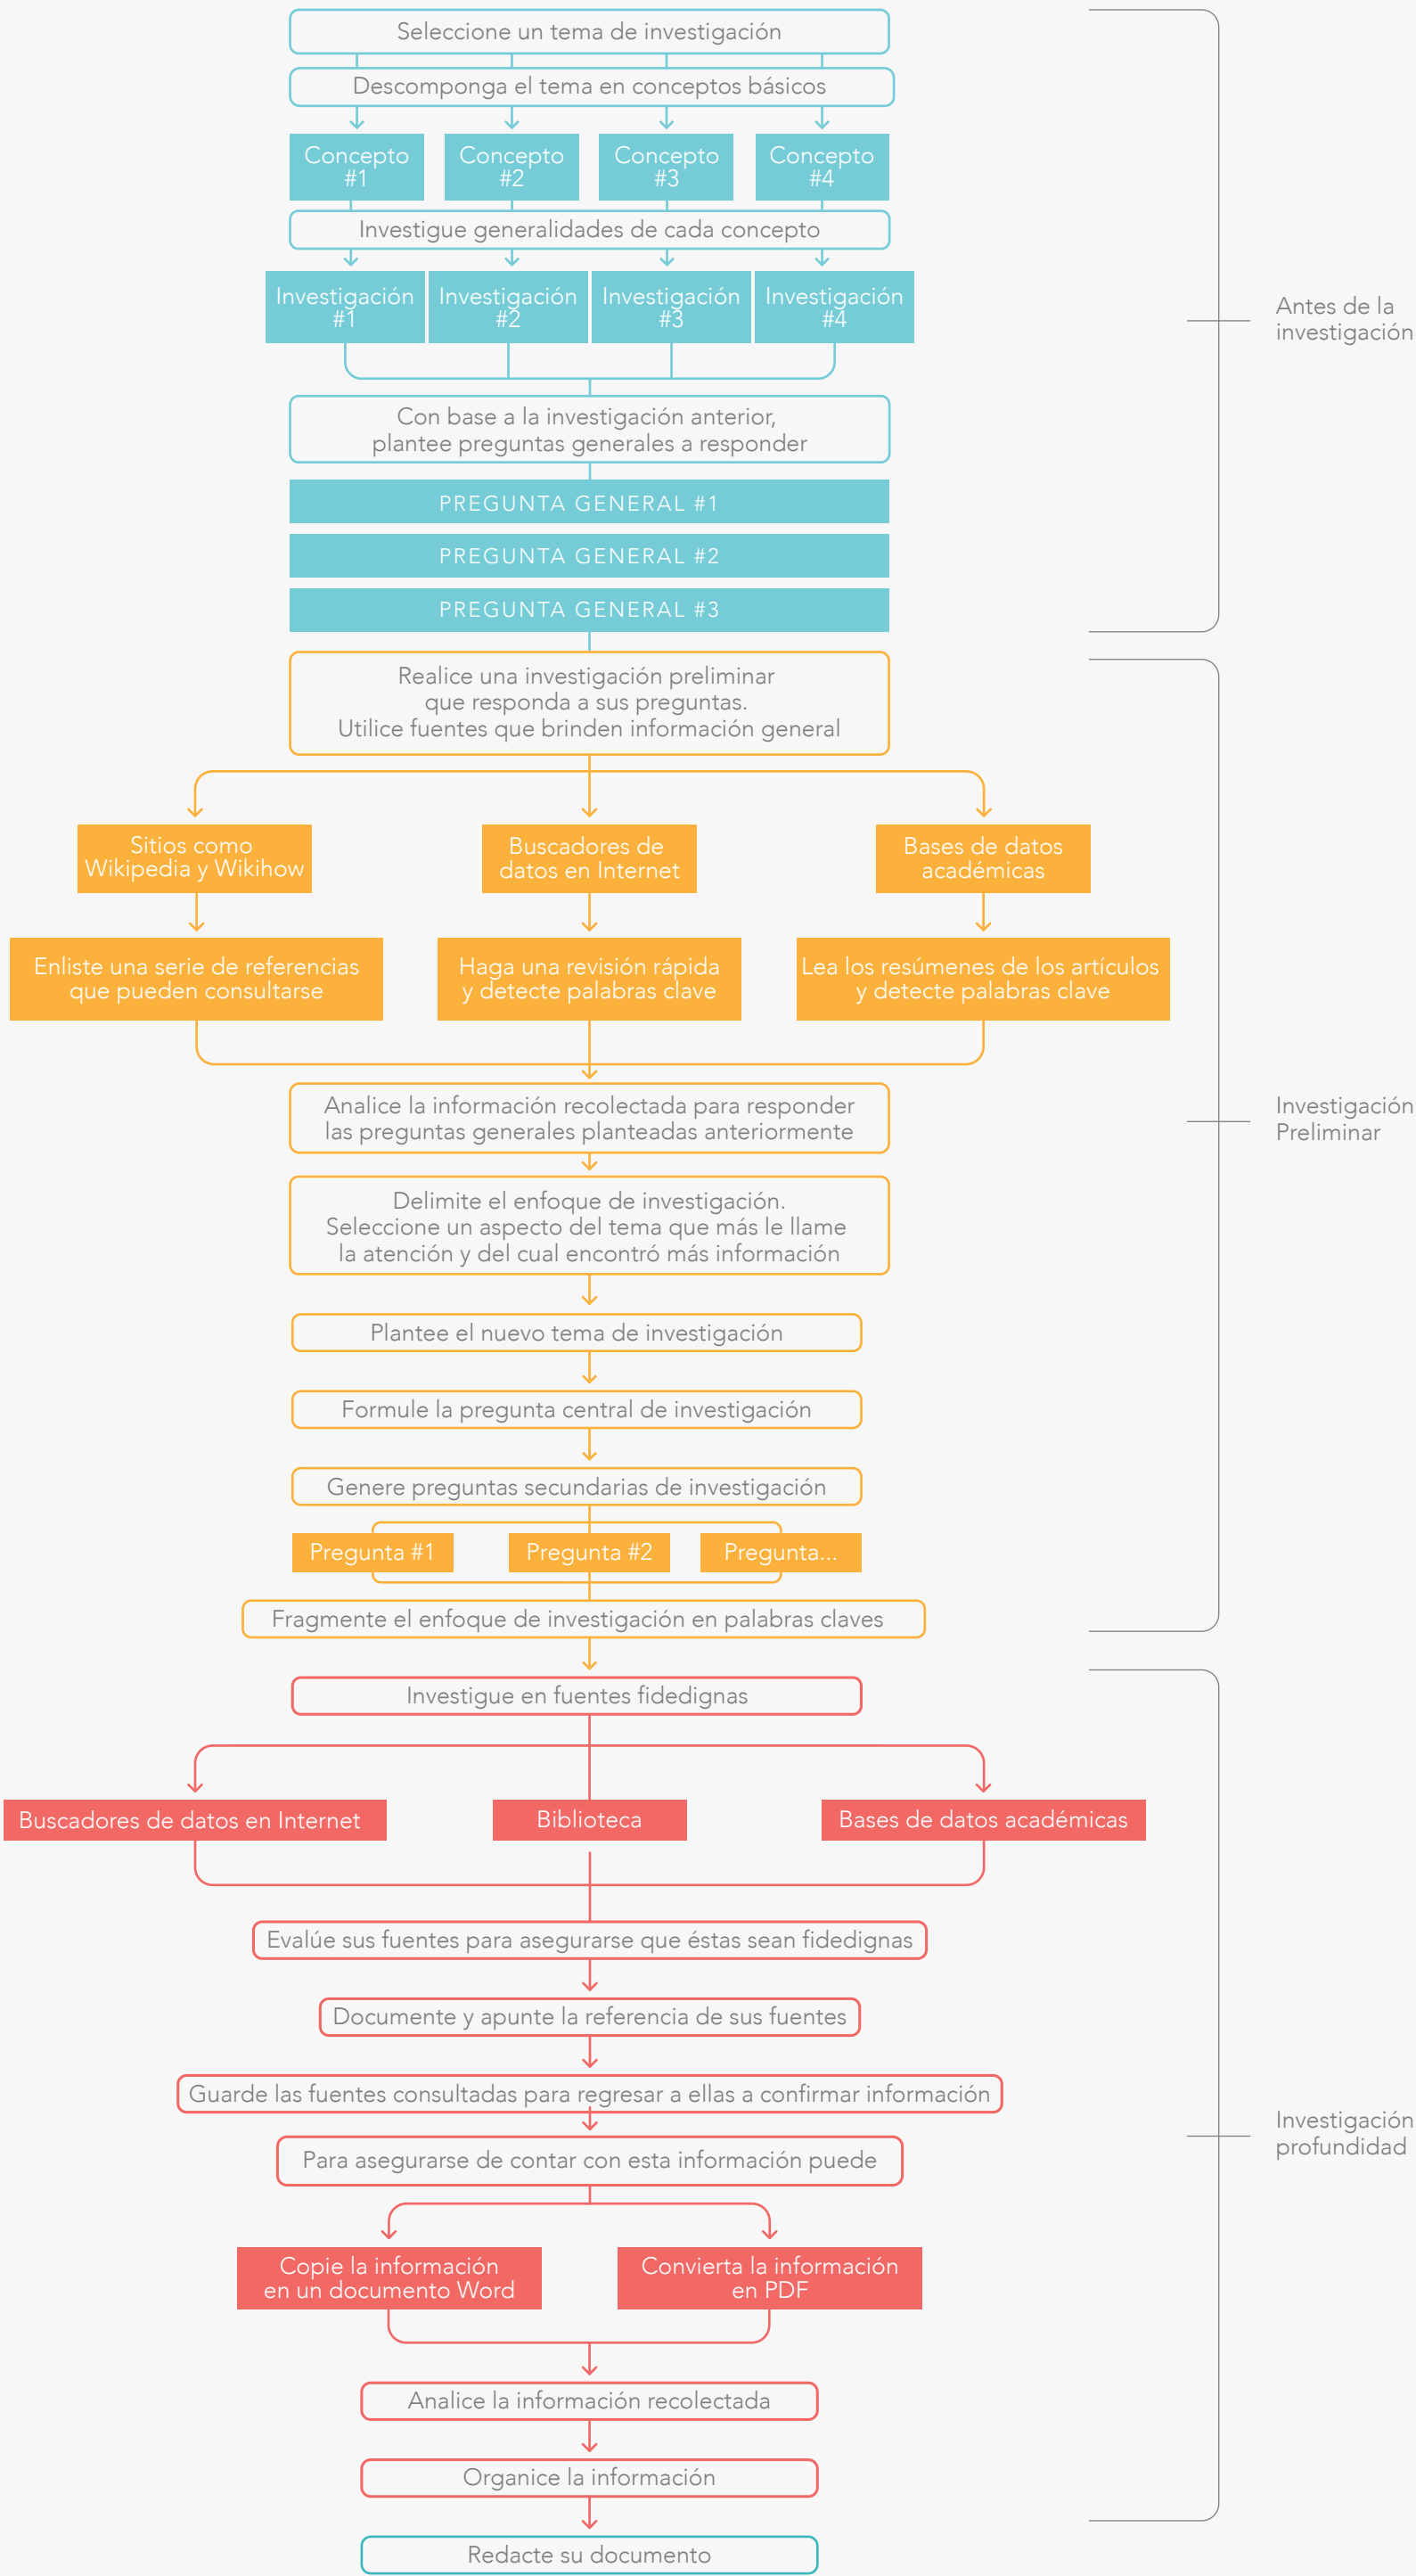 Seleccione un tema de investigación
Descomponga el tema en conceptos básicos
Concepto
#1
Concepto
#2
Concepto
#3
Concepto
#4
Investigue generalidades de cada concepto
Investigación
#1
Investigación
#2
Investigación
#3
Investigación
#4
Antes de la
investigación
Con base a la investigación anterior,
plantee preguntas generales a responder
PREGUNTA GENERAL #1
PREGUNTA GENERAL #2
PREGUNTA GENERAL #3
Realice una investigación preliminar
que responda a sus preguntas.
Utilice fuentes que brinden información general
Sitios como
Wikipedia y Wikihow
Buscadores de
datos en Internet
Bases de datos
académicas
Enliste una serie de referencias
que pueden consultarse
Haga una revisión rápida
y detecte palabras clave
Lea los resúmenes de los artículos
y detecte palabras clave
Analice la información recolectada para responder
las preguntas generales planteadas anteriormente
Investigación
Preliminar
Delimite el enfoque de investigación.
Seleccione un aspecto del tema que más le llame
la atención y del cual encontró más información
Plantee el nuevo tema de investigación
Formule la pregunta central de investigación
Genere preguntas secundarias de investigación
Pregunta #1
Pregunta #2
Pregunta...
Fragmente el enfoque de investigación en palabras claves
Investigue en fuentes fidedignas
Buscadores de datos en Internet
Biblioteca
Bases de datos académicas
Evalúe sus fuentes para asegurarse que éstas sean fidedignas
Documente y apunte la referencia de sus fuentes
Guarde las fuentes consultadas para regresar a ellas a confirmar información
Investigación
profundidad
Para asegurarse de contar con esta información puede
Copie la información
en un documento Word
Convierta la información
en PDF
Analice la información recolectada
Organice la información
Redacte su documento